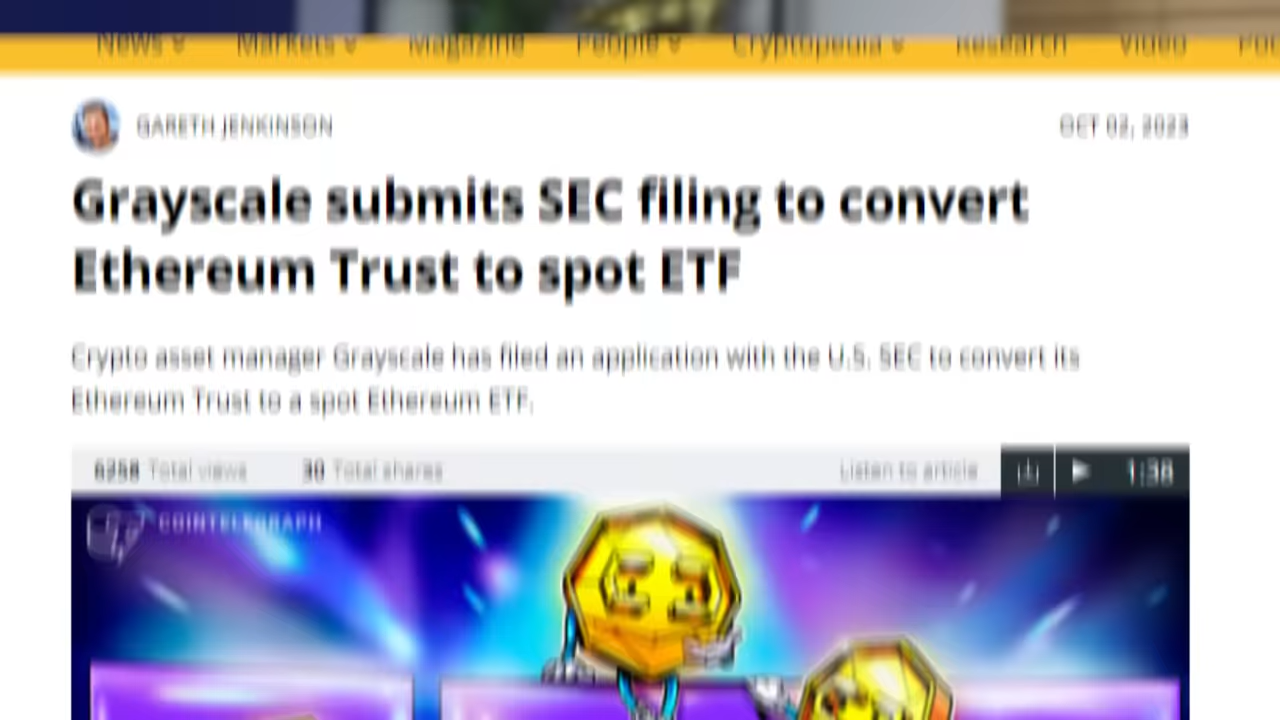 News Markets Magazine People Cryptopedia Research Video
GARETH JENKINSON
OCT 02, 2023
Grayscale submits SEC filing to convert
Ethereum Trust to spot ETF
Crypto asset manager Grayscale has filed an application with the U.S. SEC to convert its
Ethereum Trust to a spot Ethereum ETF.
6258 Total views 30 Total shares Listen to article 1:38
COINTELEGRAPH